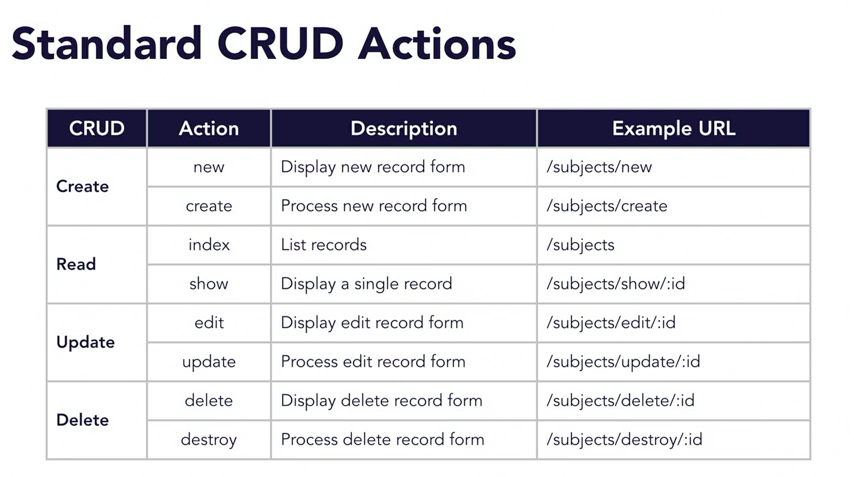 Standard CRUD Actions
CRUD Action Description Example URL
Create
new Display new record form /subjects/new
create Process new record form /subjects/create
Read
index List records /subjects
show Display a single record /subjects/show/:id
Update
edit Display edit record form /subjects/edit/:id
update Process edit record form /subjects/update/:id
Delete
delete Display delete record form /subjects/delete/:id
destroy Process delete record form /subjects/destroy/:id